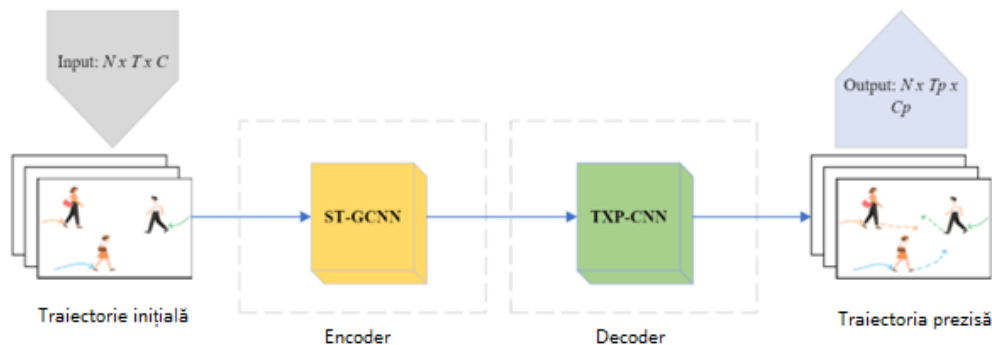 Input: N x T x C
Output: N x Tp x
Cp
ST-GCNN
TXP-CNN
Traiectorie inițială
Encoder
Decoder
Traiectoria prezisă